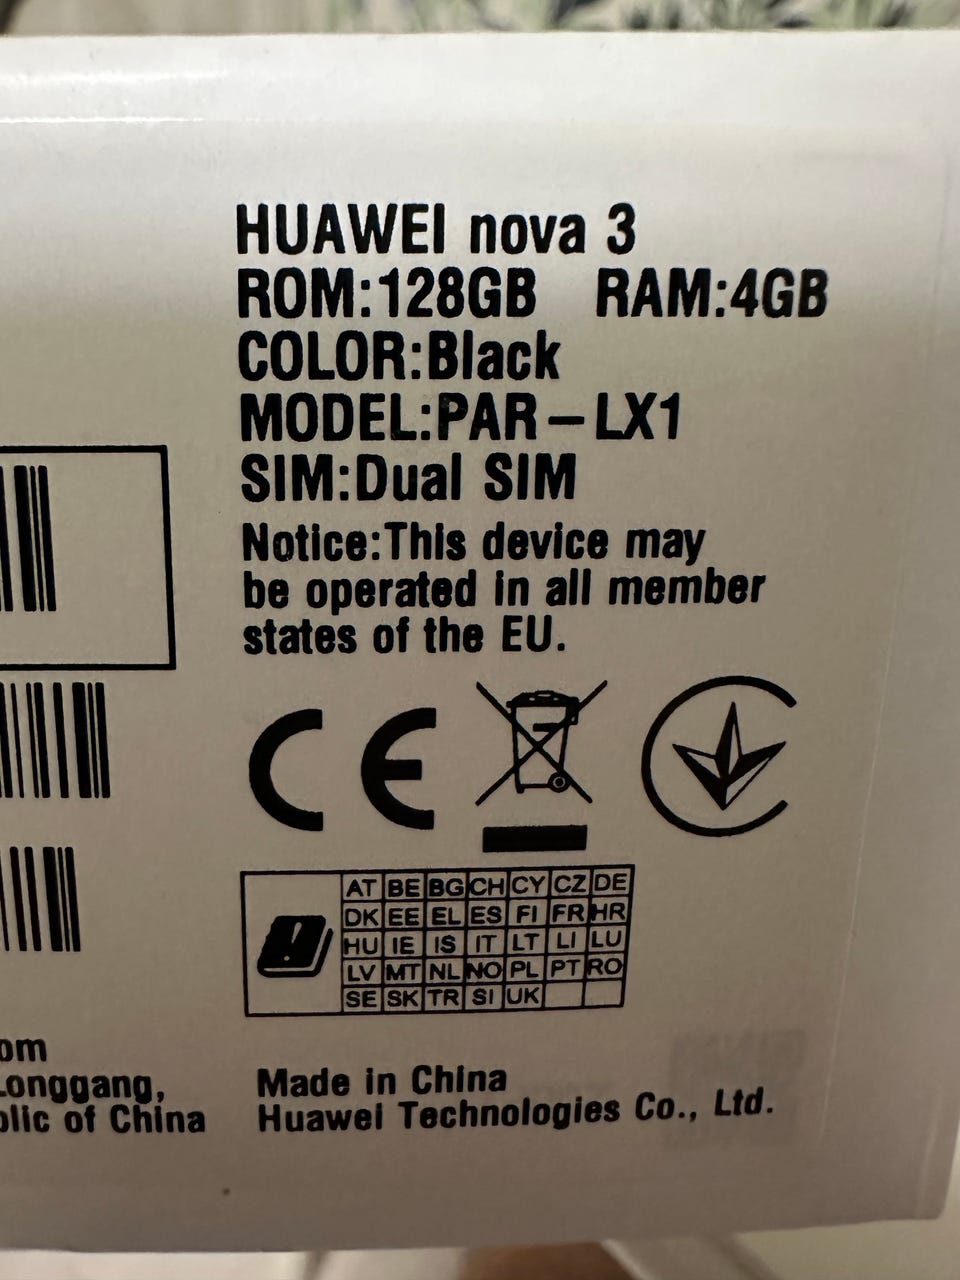 HUAWEI nova 3
ROM:128GB RAM:4GB
COLOR:Black
MODEL:PAR-LX1
SIM:Dual SIM
Notice:This device may
be operated in all member
states of the EU.
CE
AT BE BG CH CY CZ DE
DK EE EL ES FI FR HR
HU IE IS IT LT LI LU
LV MT NL NO PL PT RO
SE SK TR SI UK
om
Longgang,
blic of China
Made in China
Huawei Technologies Co., Ltd.